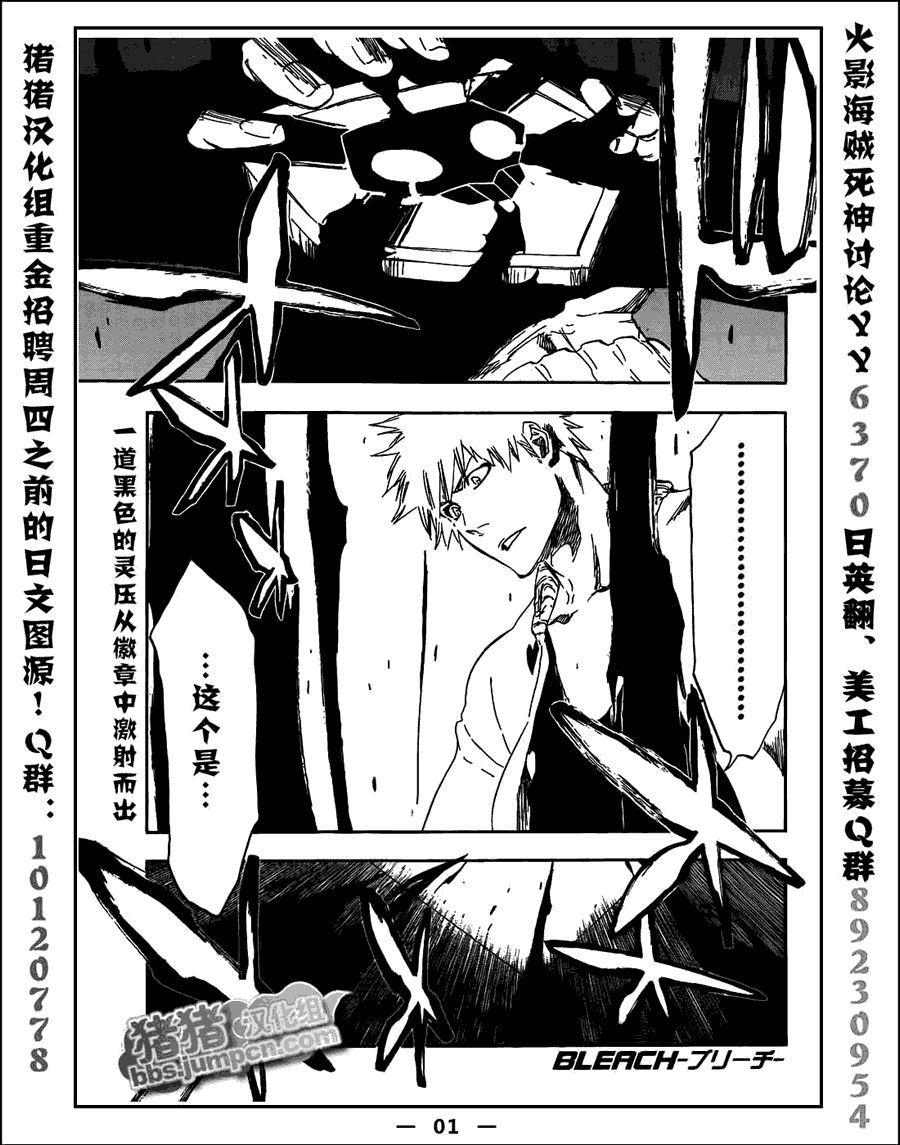 火影海贼死神讨论YY6370日英翻、美工招募Q群892309544
猪猪汉化组重金招聘周四之前的日文图源！Q群：10120778
…………
一道黑色的灵压从徽章中激射而出
…这个是…
猪猪汉化组
bbs.jumpcn.com
BLEACH-ブリーチ-
— 01 —